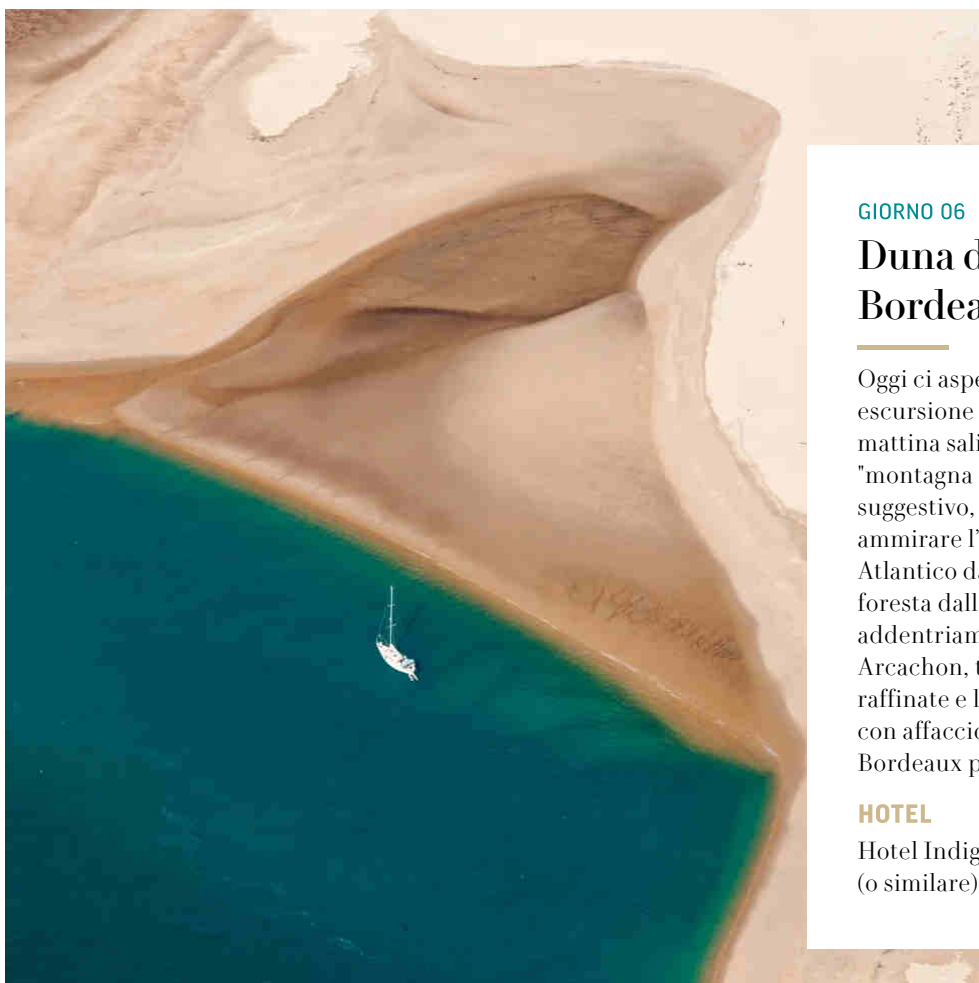 GIORNO 06
Duna d
Bordea
Oggi ci aspe
escursione
mattina sali
"montagna
suggestivo,
ammirare l'
Atlantico da
foresta dall
addentriam
Arcachon, t
raffinate e l
con affaccio
Bordeaux p
HOTEL
Hotel Indig
(o similare)